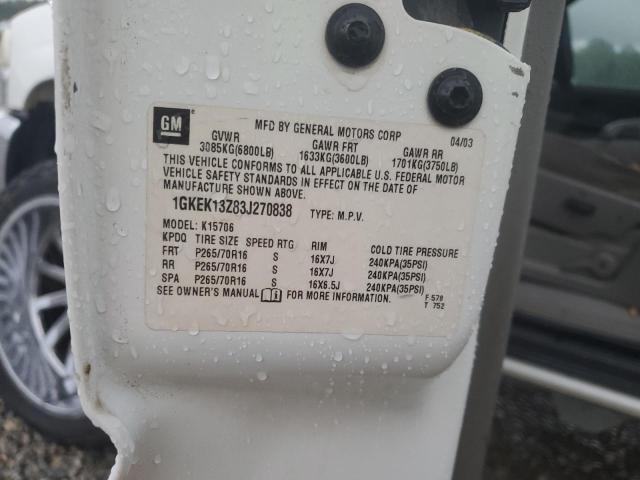 GM
MFD BY GENERAL MOTORS CORP 04/03
GVWR GAWR FRT GAWR RR
3085KG(6800LB) 1633KG(3600LB) 1701KG(3750LB)
THIS VEHICLE CONFORMS TO ALL APPLICABLE U.S. FEDERAL MOTOR
VEHICLE SAFETY STANDARDS IN EFFECT ON THE DATE OF
MANUFACTURE SHOWN ABOVE.
1GKEK13Z83J270838 TYPE: M.P.V.
MODEL: K15706
KPDQ TIRE SIZE SPEED RTG RIM COLD TIRE PRESSURE
FRT P265/70R16 S 16X7J 240KPA(35PSI)
RR P265/70R16 S 16X7J 240KPA(35PSI)
SPA P265/70R16 S 16X6.5J 240KPA(35PSI)
SEE OWNER'S MANUAL FOR MORE INFORMATION. F 578
T 752